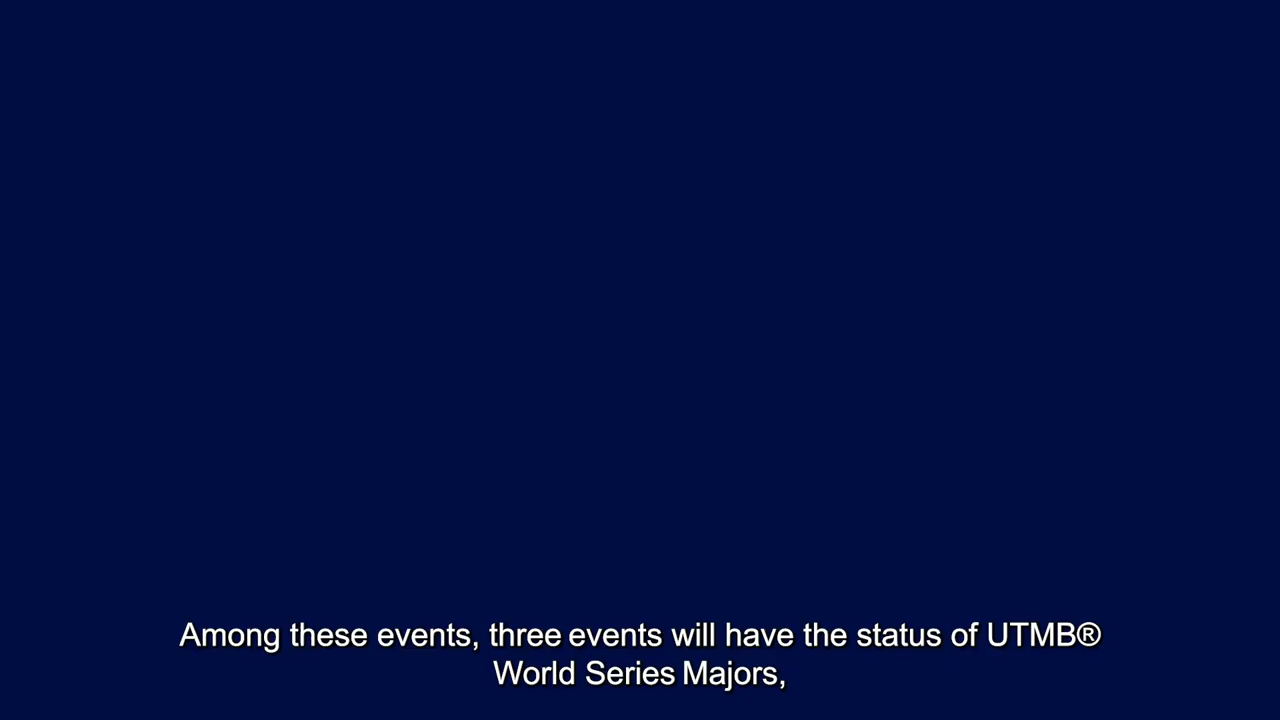 Among these events, three events will have the status of UTMB®
World Series Majors,